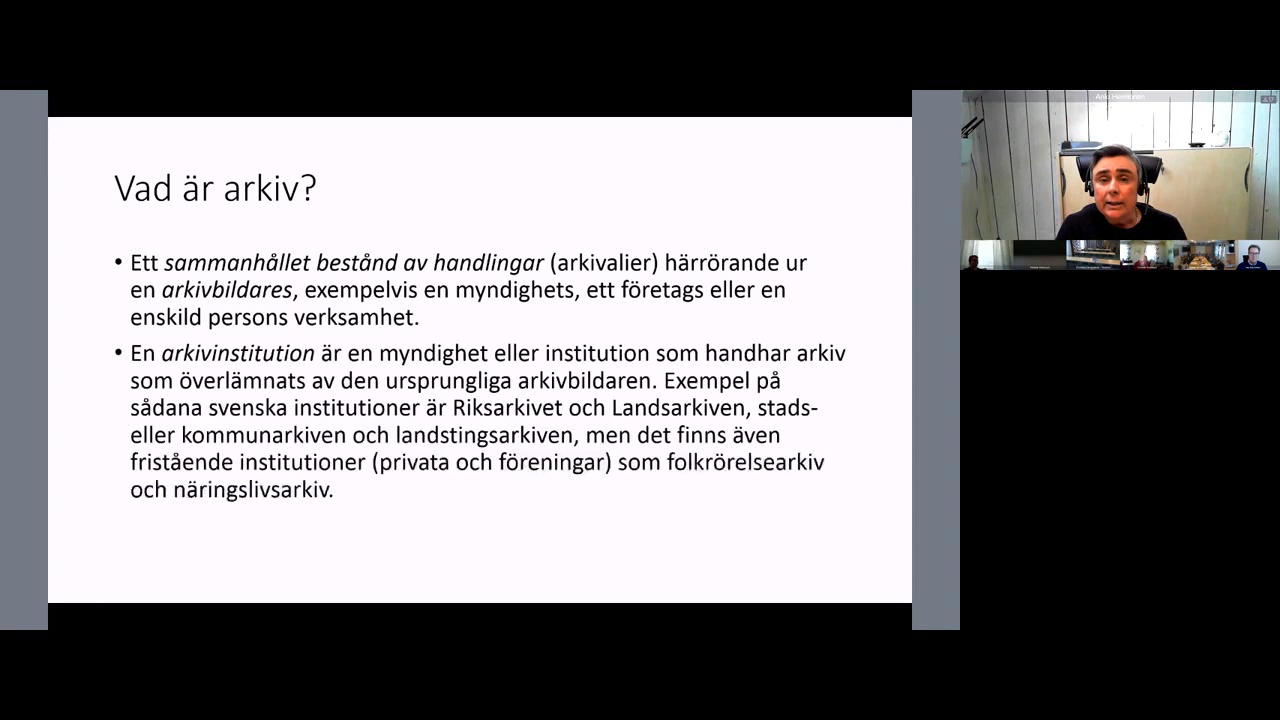 Vad är arkiv?
• Ett sammanhållet bestånd av handlingar (arkivalier) härrörande ur
en arkivbildares, exempelvis en myndighets, ett företags eller en
enskild persons verksamhet.
• En arkivinstitution är en myndighet eller institution som handhar arkiv
som överlämnats av den ursprungliga arkivbildaren. Exempel på
sådana svenska institutioner är Riksarkivet och Landsarkiven, stads-
eller kommunarkiven och landstingsarkiven, men det finns även
fristående institutioner (privata och föreningar) som folkrörelsearkiv
och näringslivsarkiv.